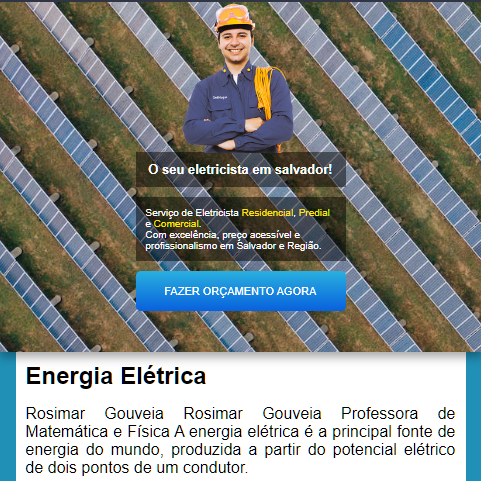 O seu eletricista em salvador!
Serviço de Eletricista Residencial, Predial
e Comercial.
Com excelência, preço acessível e
profissionalismo em Salvador e Região.
FAZER ORÇAMENTO AGORA
Energia Elétrica
Rosimar Gouveia Rosimar Gouveia Professora de
Matemática e Física A energia elétrica é a principal fonte de
energia do mundo, produzida a partir do potencial elétrico
de dois pontos de um condutor.